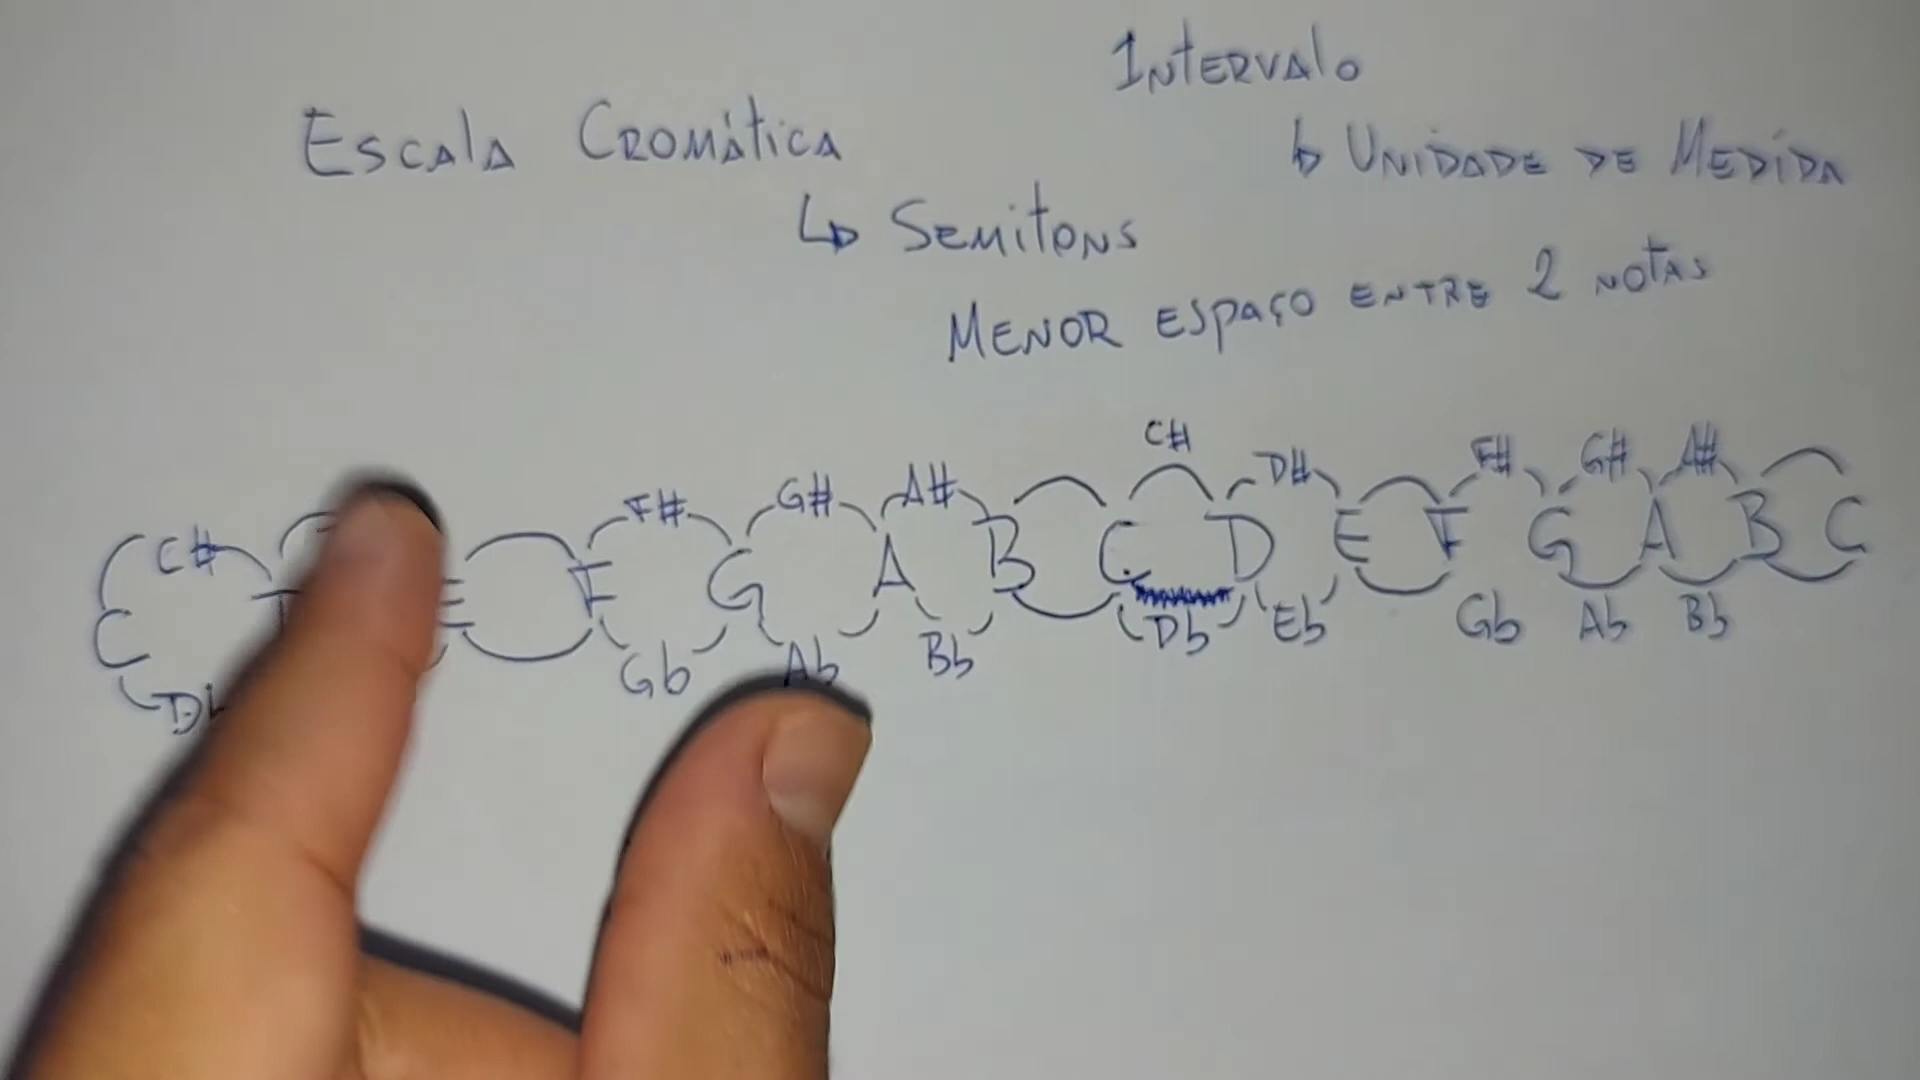 Intervalo
↳ Unidade de Medida
Escala Cromática
↳ Semitons
Menor espaço entre 2 notas
C# F# G# A# C# D# F# G# A#
C E F G A B C D E F G A B C
Gb Ab Bb Db Eb Gb Ab Bb